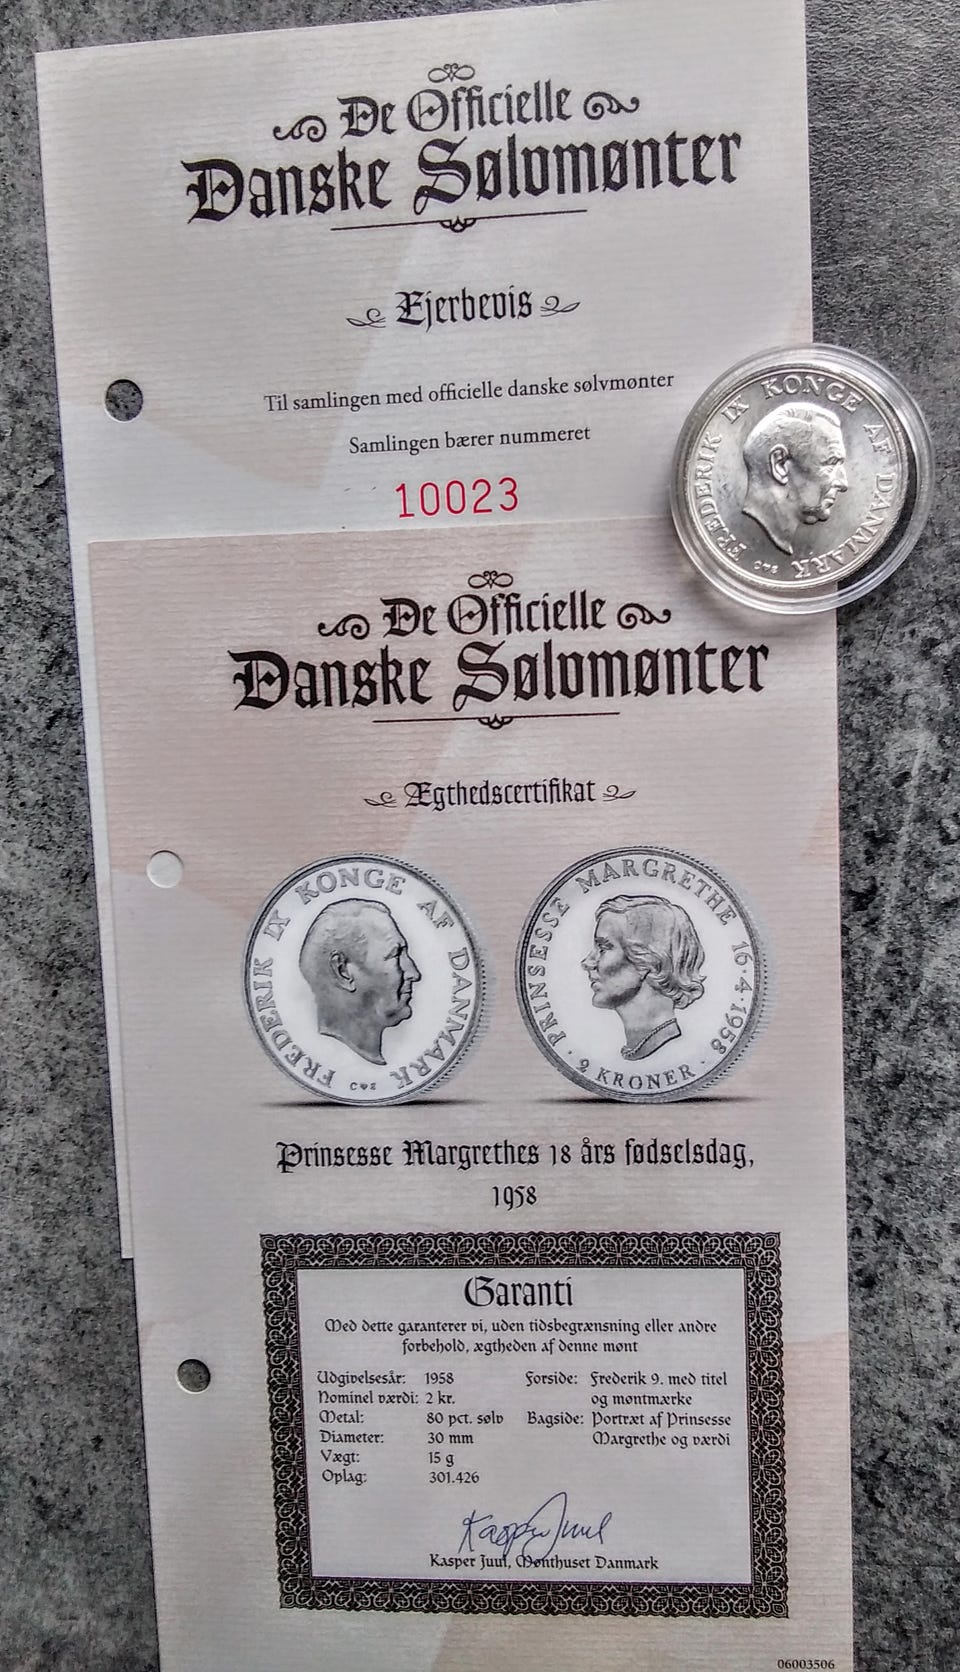 De Officielle
Danske Sølvmønter
Ejerbevis
Til samlingen med officielle danske sølvmønter
Samlingen bærer nummeret
10023
FREDERIK IX KONGE AF DANMARK
C♥S
De Officielle
Danske Sølvmønter
Ægthedscertifikat
FREDERIK IX KONGE AF DANMARK
C♥S
PRINSESSE MARGRETHE 16·4·1958
· 2 KRONER ·
Prinsesse Margrethes 18 års fødselsdag,
1958
Garanti
Med dette garanterer vi, uden tidsbegrænsning eller andre
forbehold, ægtheden af denne mønt
Udgivelsesår: 1958
Nominel værdi: 2 kr.
Metal: 80 pct. sølv
Diameter: 30 mm
Vægt: 15 g
Oplag: 301.426
Forside: Frederik 9. med titel
og møntmærke
Bagside: Portræt af Prinsesse
Margrethe og værdi
Kasper Juul
Kasper Juul, Mønthuset Danmark
06003506